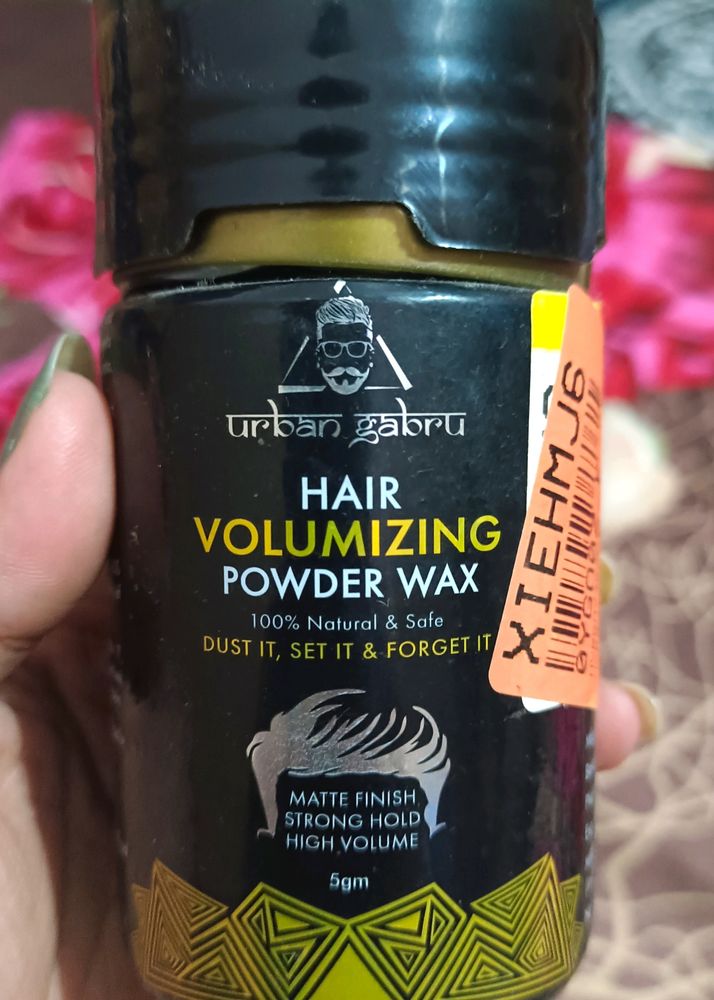 urban gabru
HAIR
VOLUMIZING
POWDER WAX
100% Natural & Safe
DUST IT, SET IT & FORGET IT
MATTE FINISH
STRONG HOLD
HIGH VOLUME
5gm
XIEHMJ6